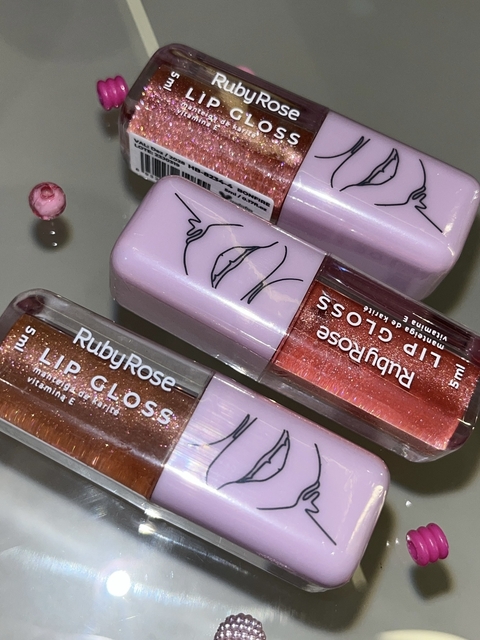 RubyRose
LIP GLOSS
manteiga de karité
vitamina E
5ml
RubyRose
LIP GLOSS
manteiga de karité
vitamina E
5ml
RubyRose
LIP GLOSS
manteiga de karité
vitamina E
5ml